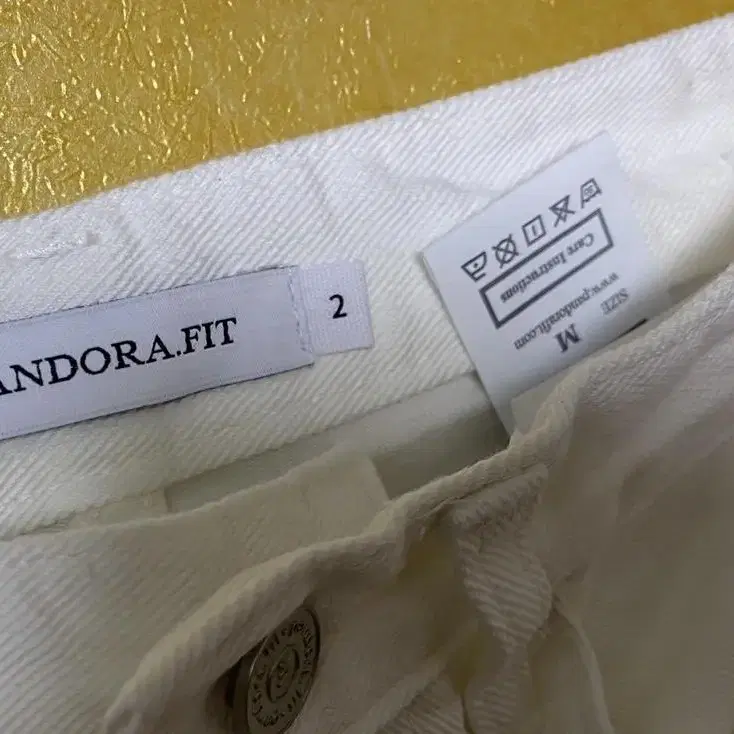 ANDORA.FIT
2
Care Instructions
www.pandorafit.com
SIZE
M